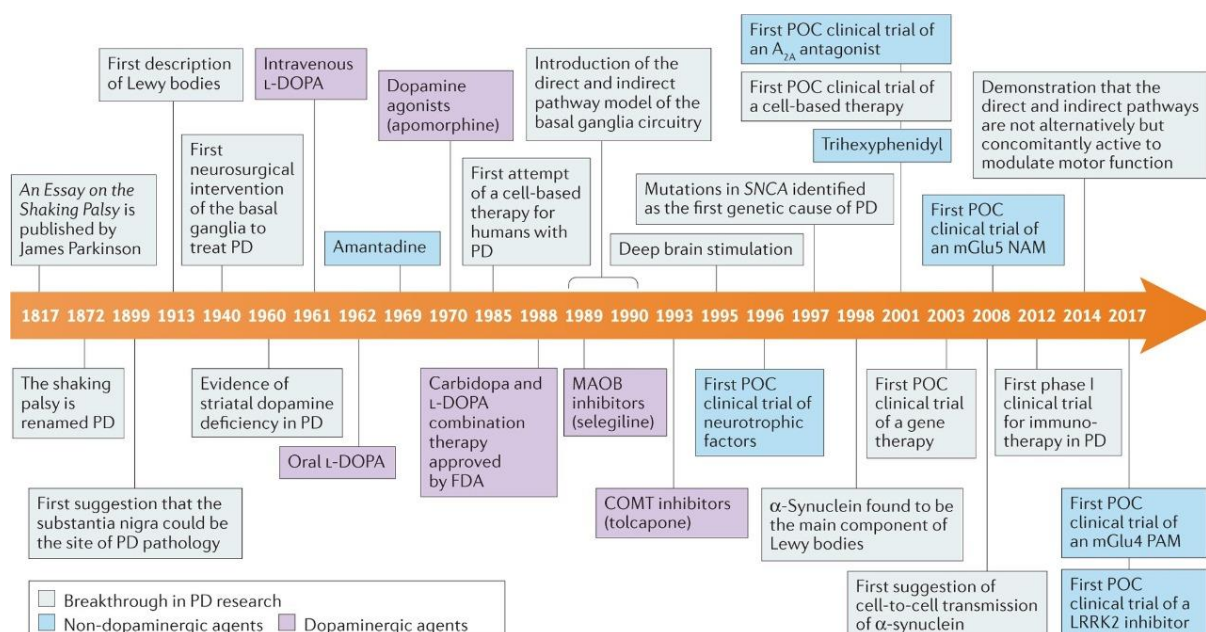 First POC clinical trial of
an A2A antagonist
First description
of Lewy bodies
Intravenous
L-DOPA
Dopamine
agonists
(apomorphine)
Introduction of the
direct and indirect
pathway model of the
basal ganglia circuitry
First POC clinical trial of
a cell-based therapy
Demonstration that the
direct and indirect pathways
are not alternatively but
concomitantly active to
modulate motor function
First
neurosurgical
intervention
of the basal
ganglia to
treat PD
Trihexyphenidyl
First attempt
of a cell-based
therapy for
humans with
PD
An Essay on the
Shaking Palsy is
published by
James Parkinson
Mutations in SNCA identified
as the first genetic cause of PD
First POC
clinical trial of
an mGlu5 NAM
Amantadine
Deep brain stimulation
1817 1872 1899 1913 1940 1960 1961 1962 1969 1970 1985 1988 1989 1990 1993 1995 1996 1997 1998 2001 2003 2008 2012 2014 2017
The shaking
palsy is
renamed PD
Evidence of
striatal dopamine
deficiency in PD
Carbidopa and
L-DOPA
combination
therapy
approved
by FDA
MAOB
inhibitors
(selegiline)
First POC
clinical trial of
neurotrophic
factors
First POC
clinical trial
of a gene
therapy
First phase I
clinical trial
for immuno-
therapy in PD
Oral L-DOPA
First suggestion that the
substantia nigra could be
the site of PD pathology
COMT inhibitors
(tolcapone)
α-Synuclein found to be
the main component of
Lewy bodies
First POC
clinical trial of
an mGlu4 PAM
First suggestion of
cell-to-cell transmission
of α-synuclein
First POC
clinical trial of a
LRRK2 inhibitor
Breakthrough in PD research
Non-dopaminergic agents Dopaminergic agents